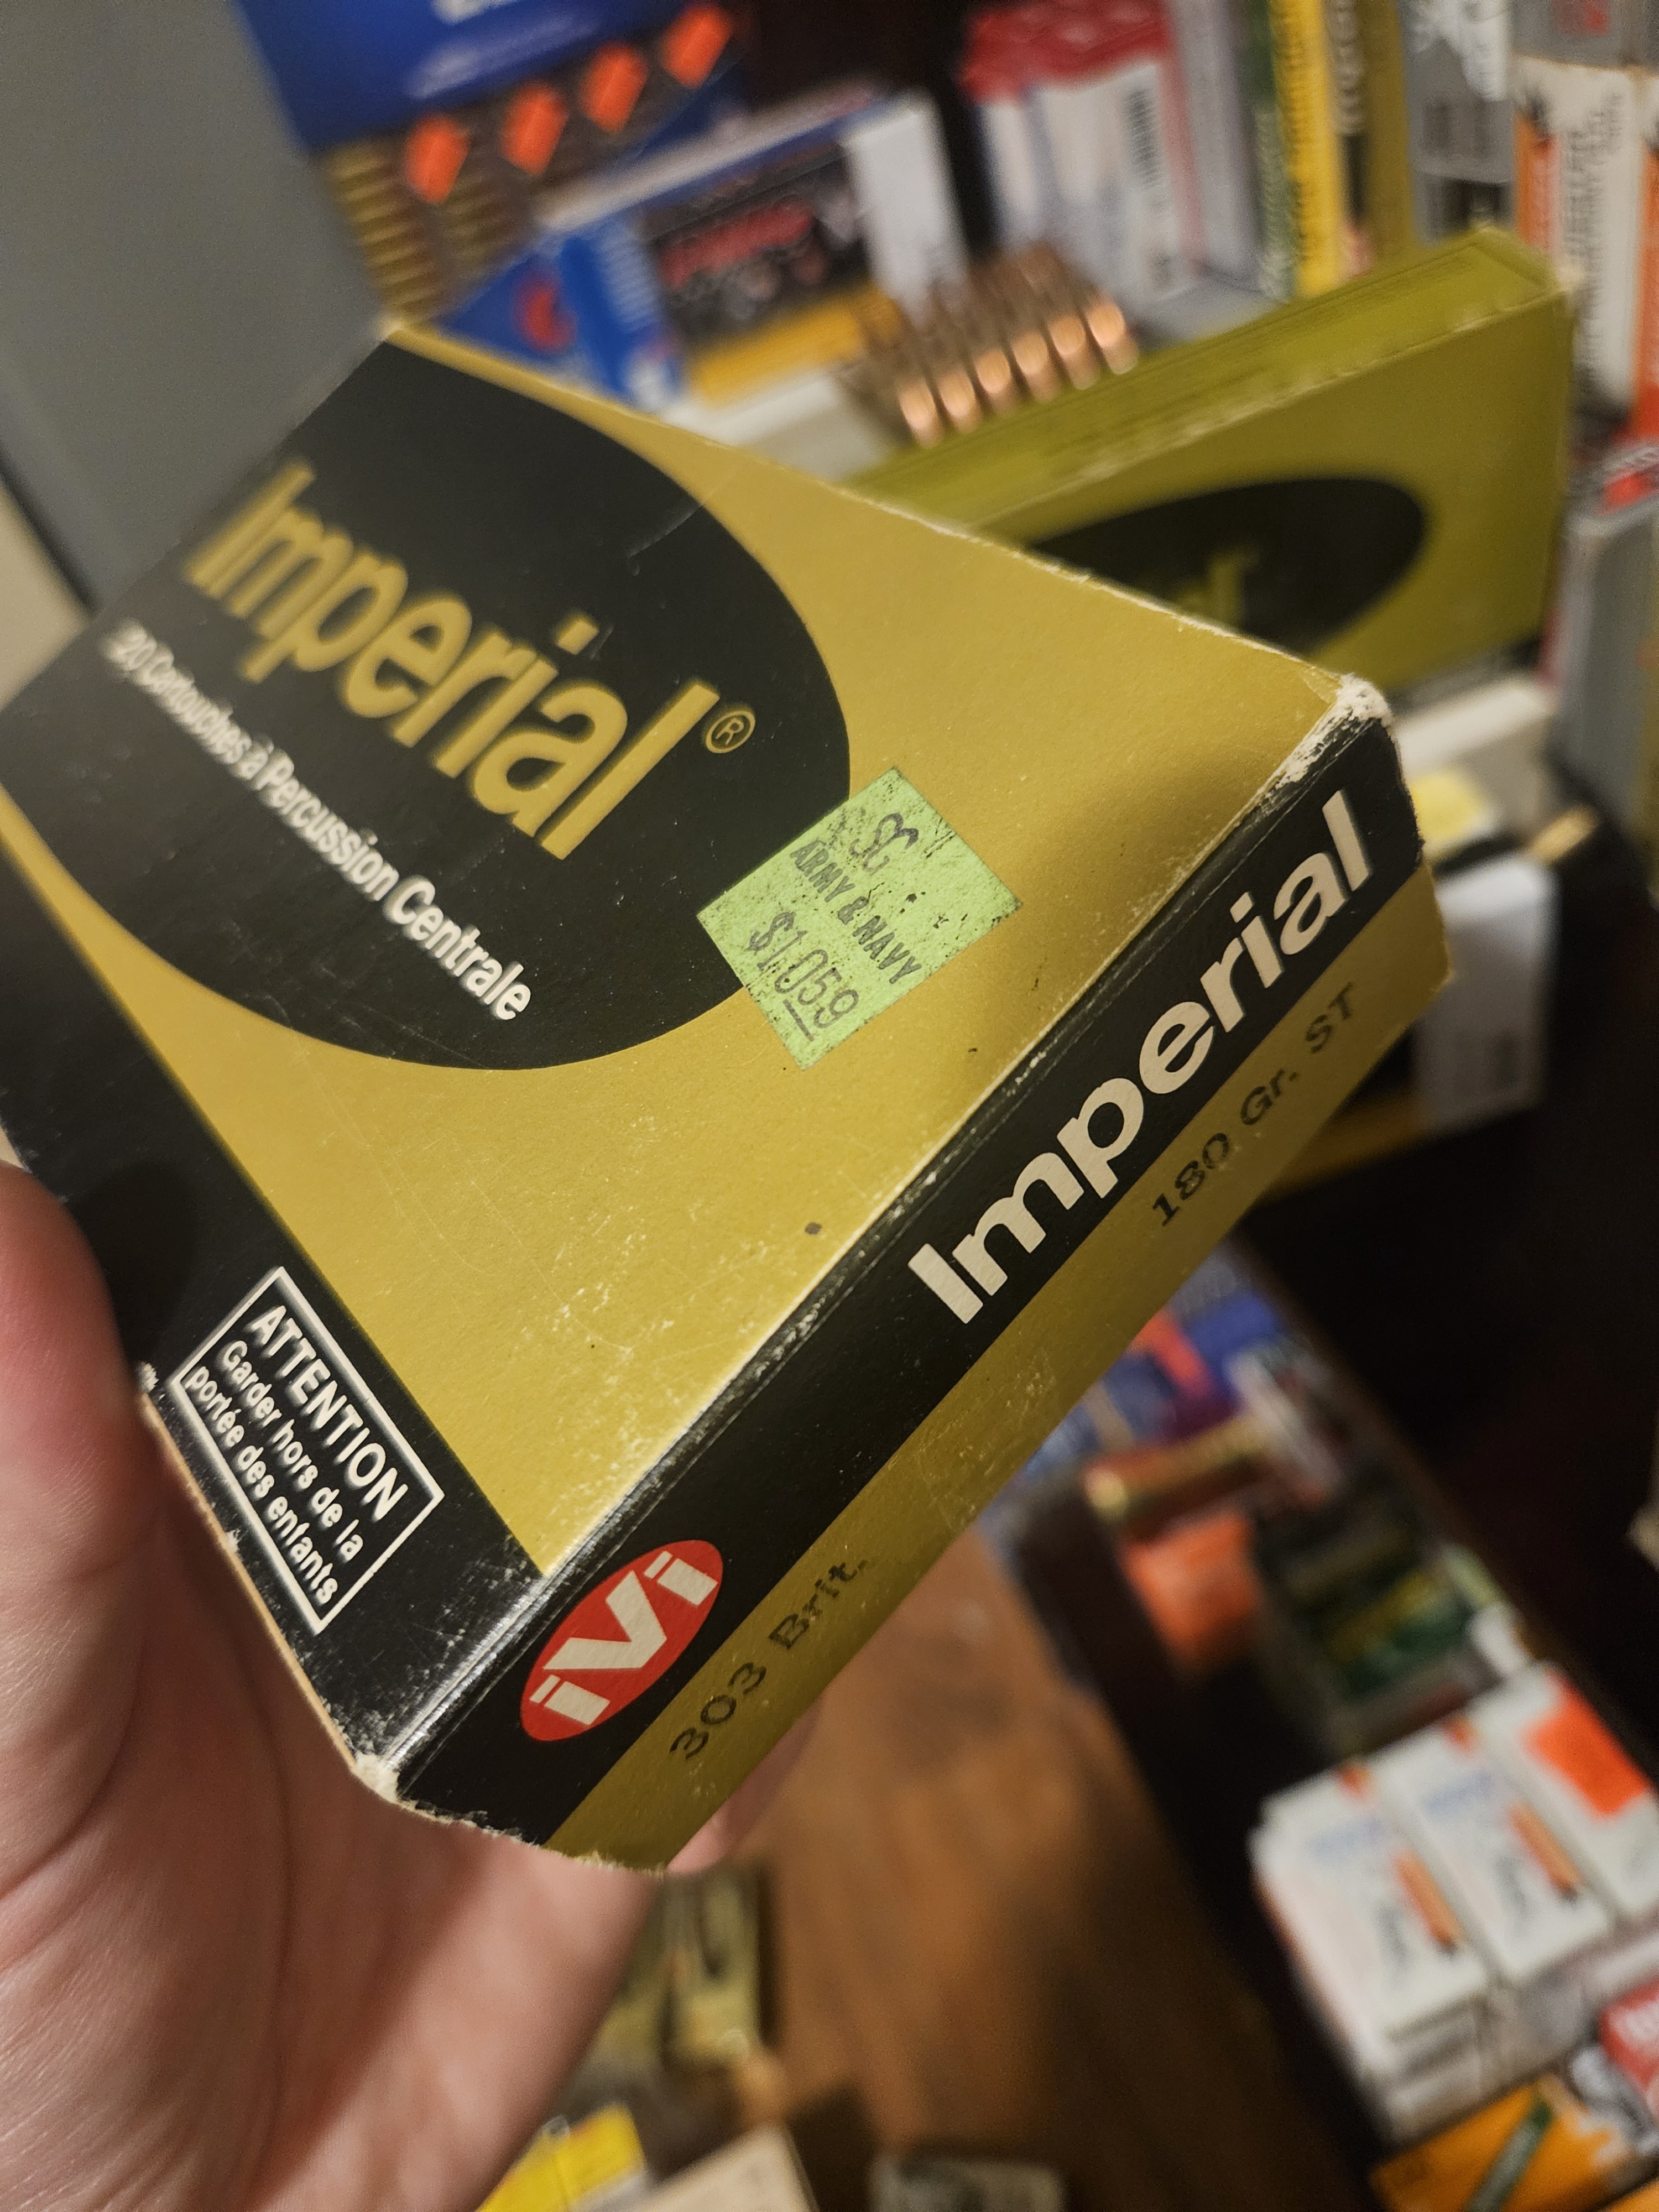 Imperial®
20 Cartouches à Percussion Centrale
SC
ARMY & NAVY
$10.59
ATTENTION
Garder hors de la
portée des enfants
Imperial
IVI
303 Brit.
180 Gr. ST